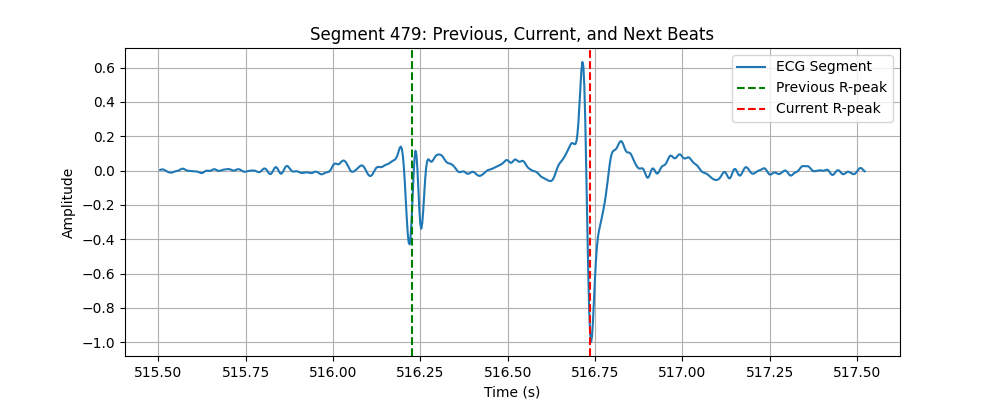 Segment 479: Previous, Current, and Next Beats
ECG Segment
Previous R-peak
Current R-peak
0.6
0.4
0.2
0.0
−0.2
−0.4
−0.6
−0.8
−1.0
Amplitude
515.50 515.75 516.00 516.25 516.50 516.75 517.00 517.25 517.50
Time (s)